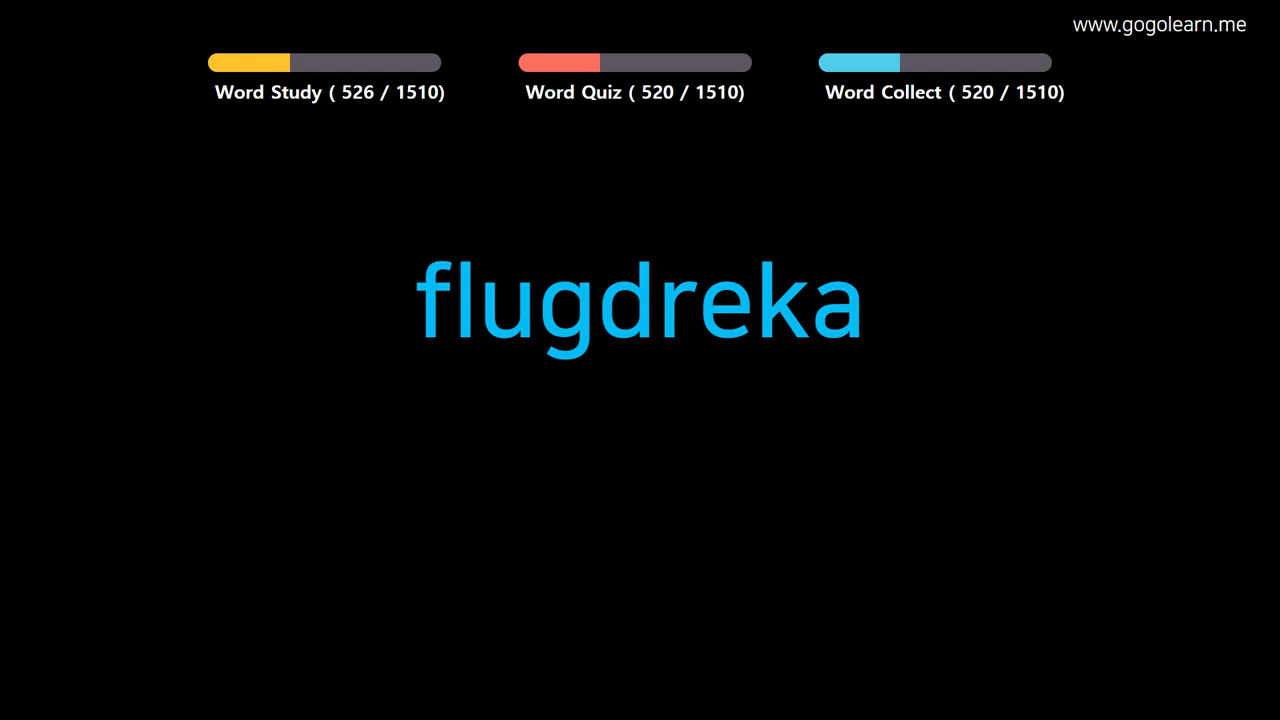 www.gogolearn.me
Word Study ( 526 / 1510)
Word Quiz ( 520 / 1510)
Word Collect ( 520 / 1510)
flugdreka